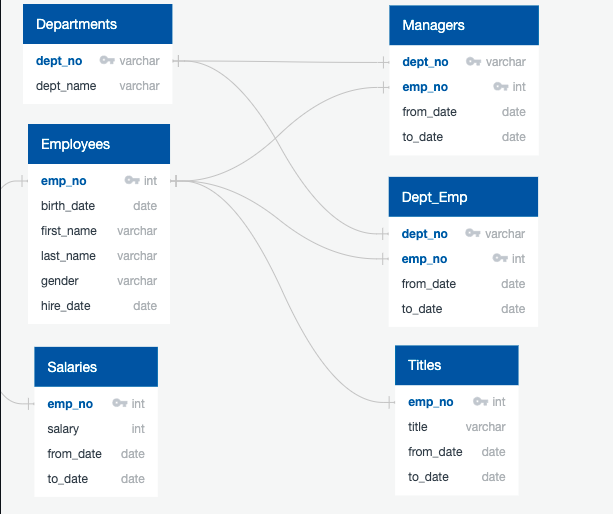 Departments
dept_no varchar
dept_name varchar
Employees
emp_no int
birth_date date
first_name varchar
last_name varchar
gender varchar
hire_date date
Salaries
emp_no int
salary int
from_date date
to_date date
Managers
dept_no varchar
emp_no int
from_date date
to_date date
Dept_Emp
dept_no varchar
emp_no int
from_date date
to_date date
Titles
emp_no int
title varchar
from_date date
to_date date